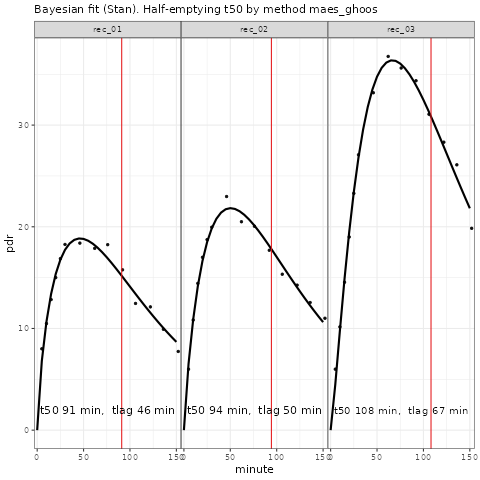 Bayesian fit (Stan). Half-emptying t50 by method maes_ghoos
rec_01 rec_02 rec_03
30
20
10
0
pdr
t50 91 min, tlag 46 min t50 94 min, tlag 50 min t50 108 min, tlag 67 min
0 50 100 150 0 50 100 150 0 50 100 150
minute